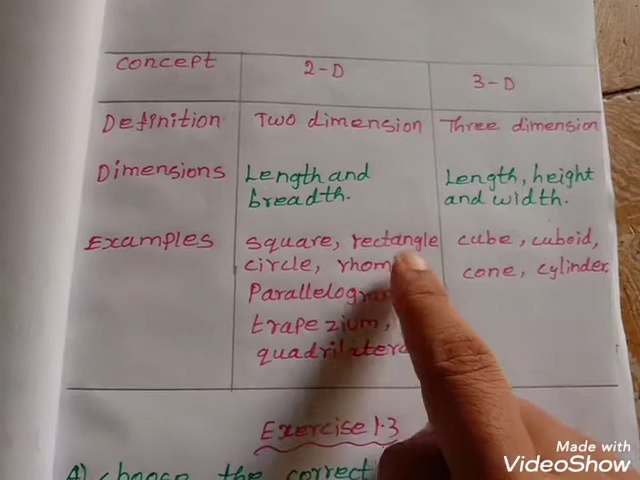 Concept 2-D 3-D
Definition Two dimension Three dimension
Dimensions Length and breadth. Length, height and width.
Examples square, rectangle cube, cuboid,
circle, cone, cylinder,
trapezium,
Exercise 1.3
A) choose the correct
Made with
VideoShow